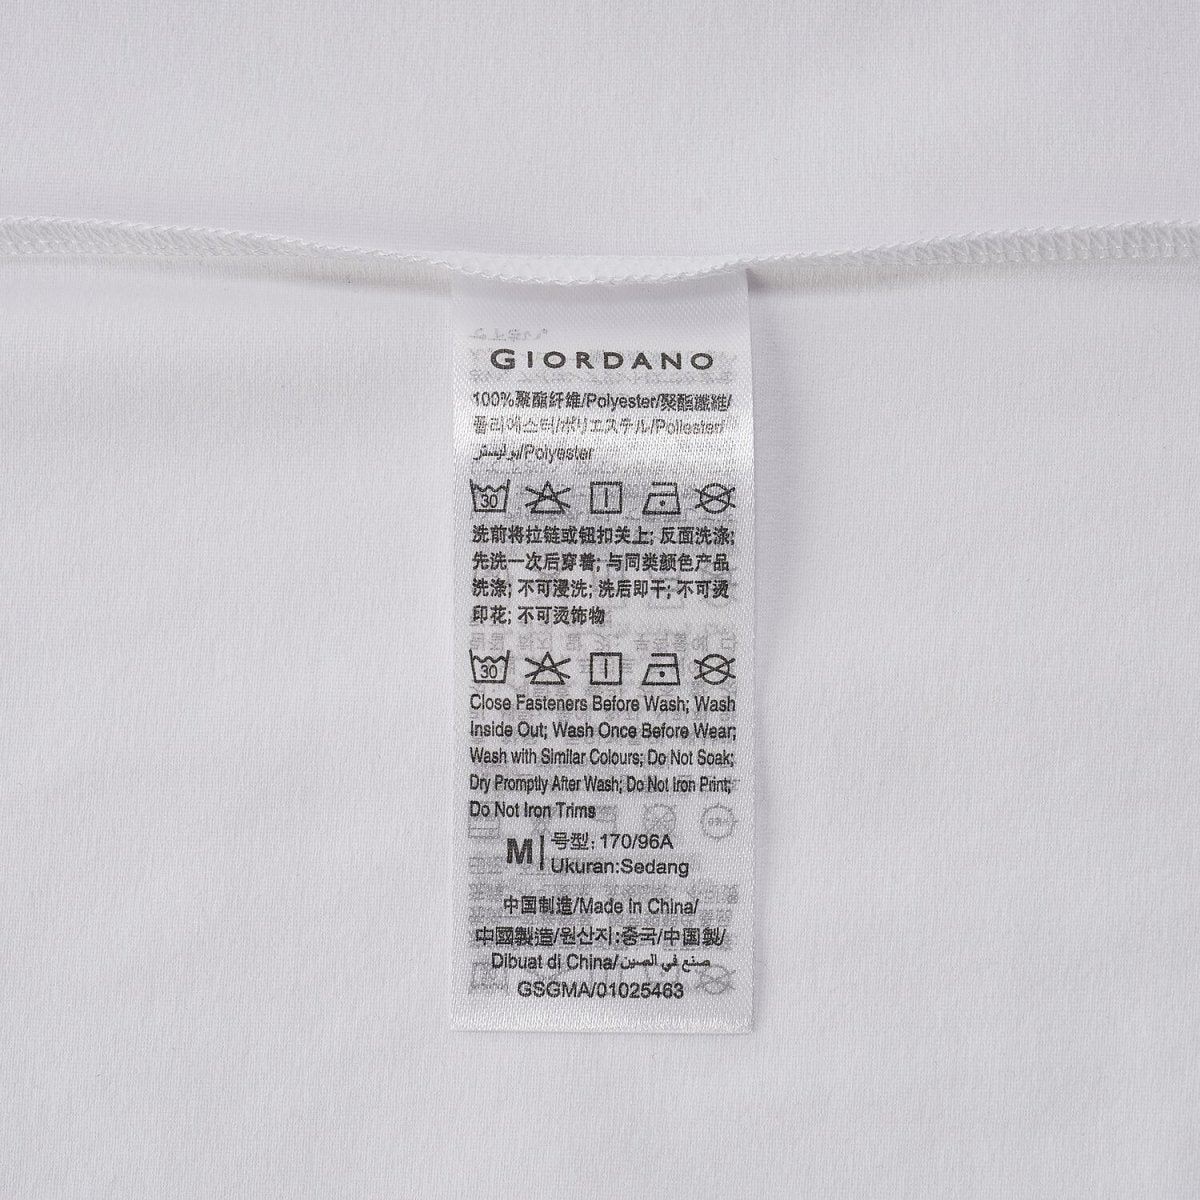 GIORDANO
100%聚酯纤维/Polyester/聚酯纖維/
폴리에스터/ポリエステル/Poliester/
بوليستر/Polyester
30
洗前将拉链或钮扣关上; 反面洗涤;
先洗一次后穿着; 与同类颜色产品
洗涤; 不可浸洗; 洗后即干; 不可烫
印花; 不可烫饰物
30
Close Fasteners Before Wash; Wash
Inside Out; Wash Once Before Wear;
Wash with Similar Colours; Do Not Soak;
Dry Promptly After Wash; Do Not Iron Print;
Do Not Iron Trims
M 号型: 170/96A
Ukuran:Sedang
中国制造/Made In China/
中國製造/원산지:중국/中国製/
Dibuat di China/صنع في الصين
GSGMA/01025463